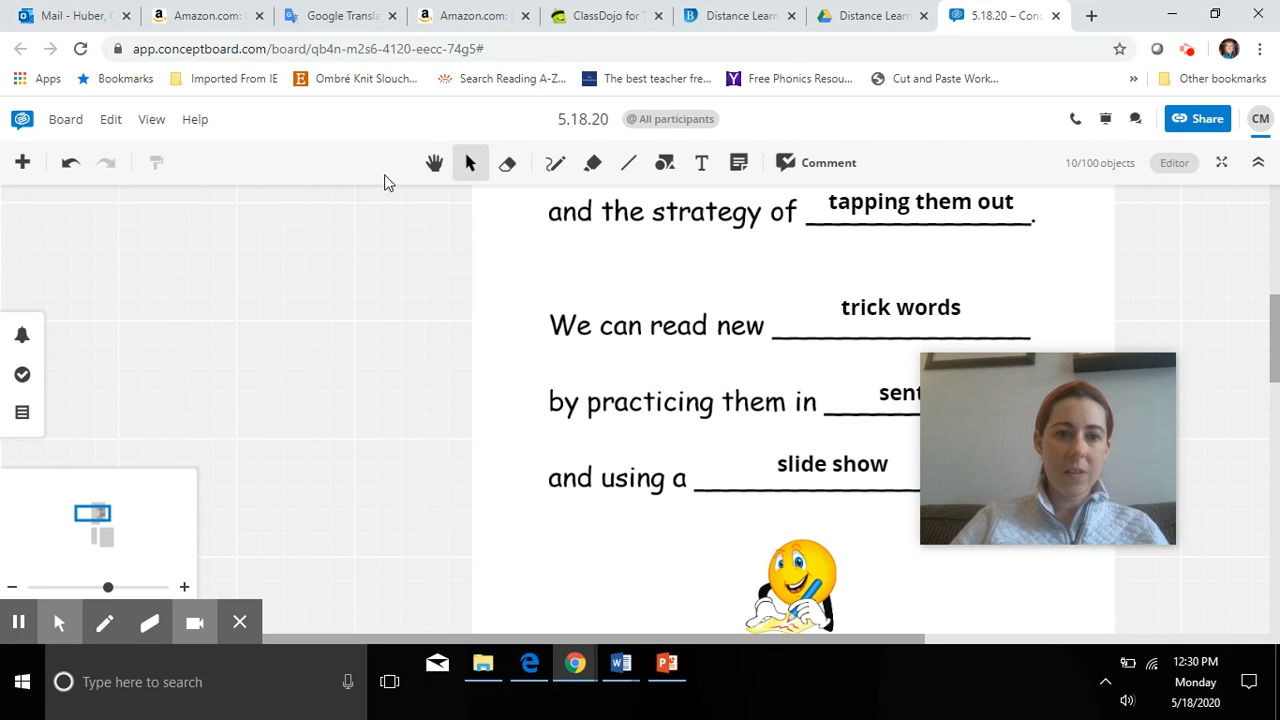 Mail - Huber, C
Amazon.com:
Google Transla
Amazon.com:
ClassDojo for T
Distance Learn
Distance Learn
5.18.20 – Conc
app.conceptboard.com/board/qb4n-m2s6-4120-eecc-74g5#
Apps
Bookmarks
Imported From IE
Ombré Knit Slouch...
Search Reading A-Z...
The best teacher fre...
Free Phonics Resou...
Cut and Paste Work...
»
Other bookmarks
Board
Edit
View
Help
5.18.20
@ All participants
Share
CM
Comment
10/100 objects
Editor
and the strategy of tapping them out.
We can read new trick words
by practicing them in sent
and using a slide show
Type here to search
12:30 PM
Monday
5/18/2020